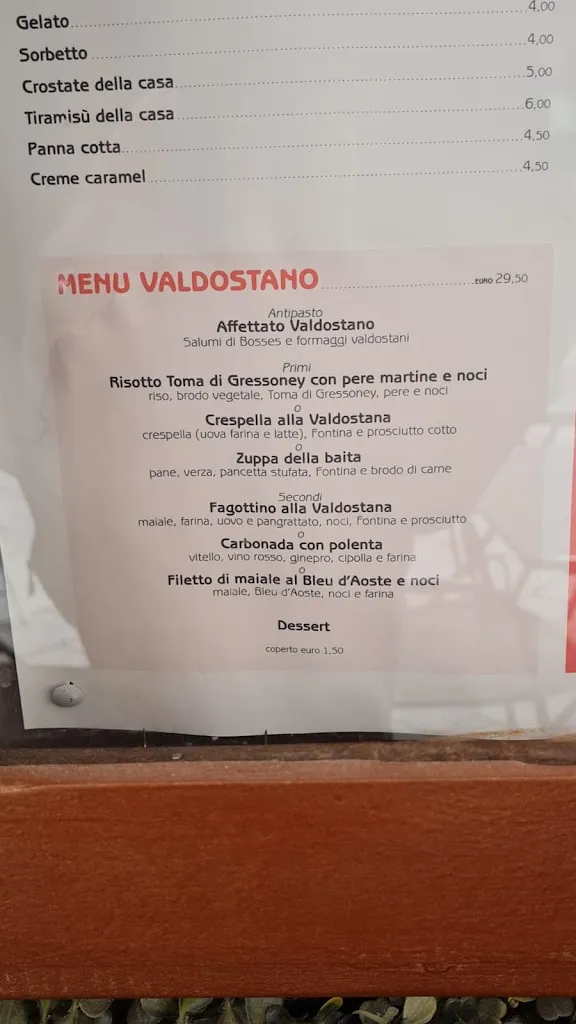 Gelato 4,00
Sorbetto 4,00
Crostate della casa 5,00
Tiramisù della casa 6,00
Panna cotta 4,50
Creme caramel 4,50
MENU VALDOSTANO EURO 29,50
Antipasto
Affettato Valdostano
Salumi di Bosses e formaggi valdostani
Primi
Risotto Toma di Gressoney con pere martine e noci
riso, brodo vegetale, Toma di Gressoney, pere e noci
o
Crespella alla Valdostana
crespella (uova farina e latte), Fontina e prosciutto cotto
o
Zuppa della baita
pane, verza, pancetta stufata, Fontina e brodo di carne
Secondi
Fagottino alla Valdostana
maiale, farina, uovo e pangrattato, noci, Fontina e prosciutto
o
Carbonada con polenta
vitello, vino rosso, ginepro, cipolla e farina
o
Filetto di maiale al Bleu d'Aoste e noci
maiale, Bleu d'Aoste, noci e farina
Dessert
coperto euro 1,50